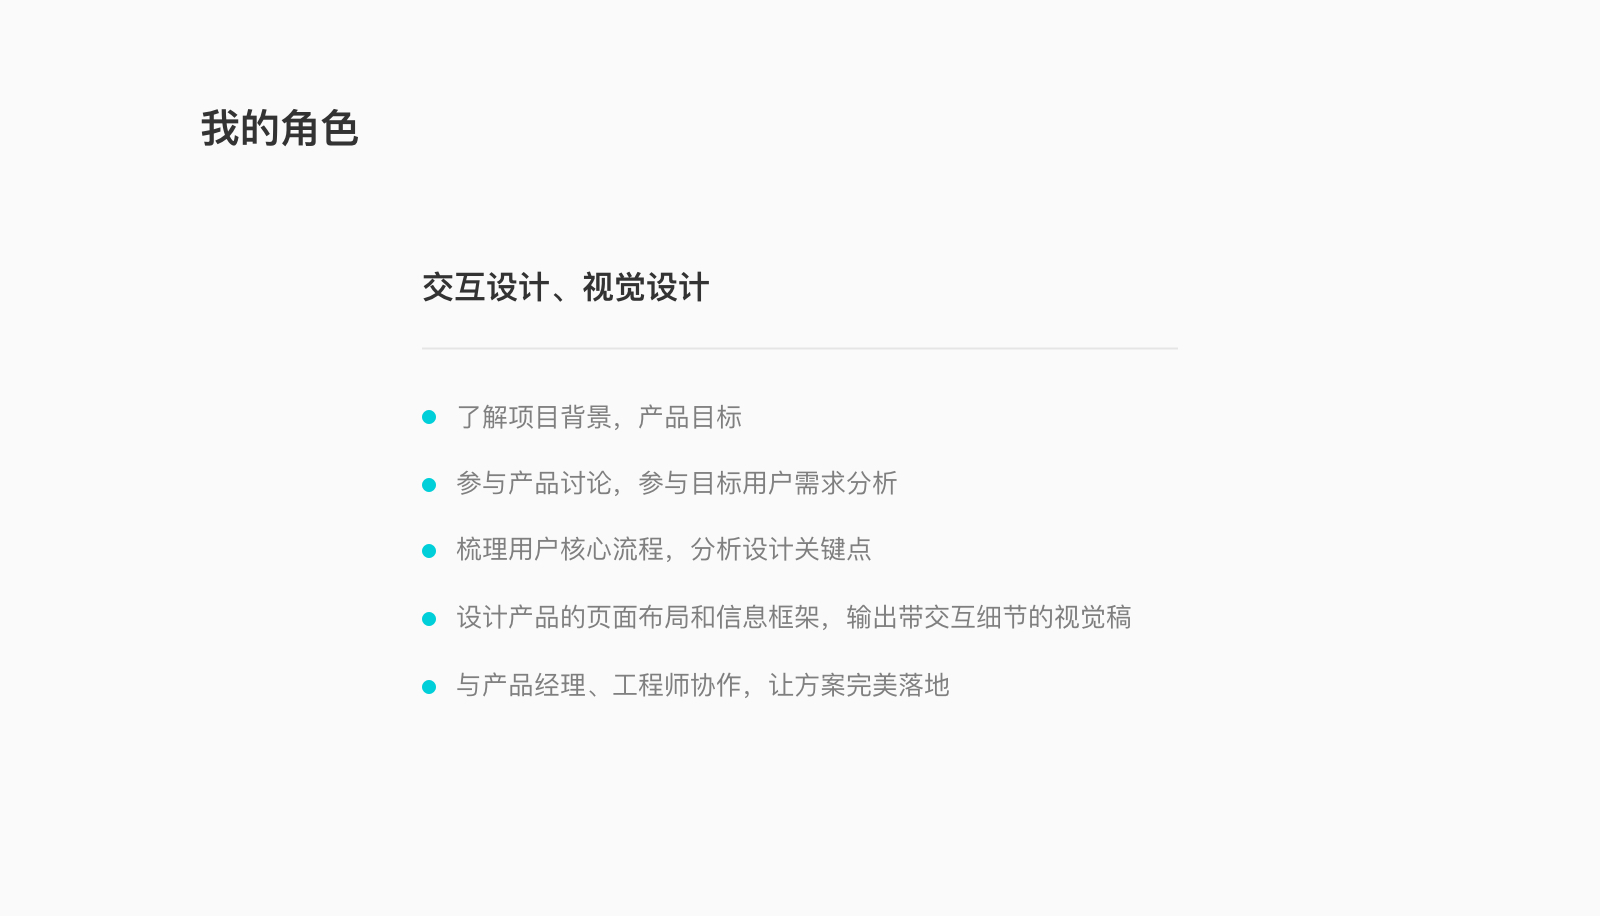 我的角色
交互设计、视觉设计
了解项目背景，产品目标
参与产品讨论，参与目标用户需求分析
梳理用户核心流程，分析设计关键点
设计产品的页面布局和信息框架，输出带交互细节的视觉稿
与产品经理、工程师协作，让方案完美落地